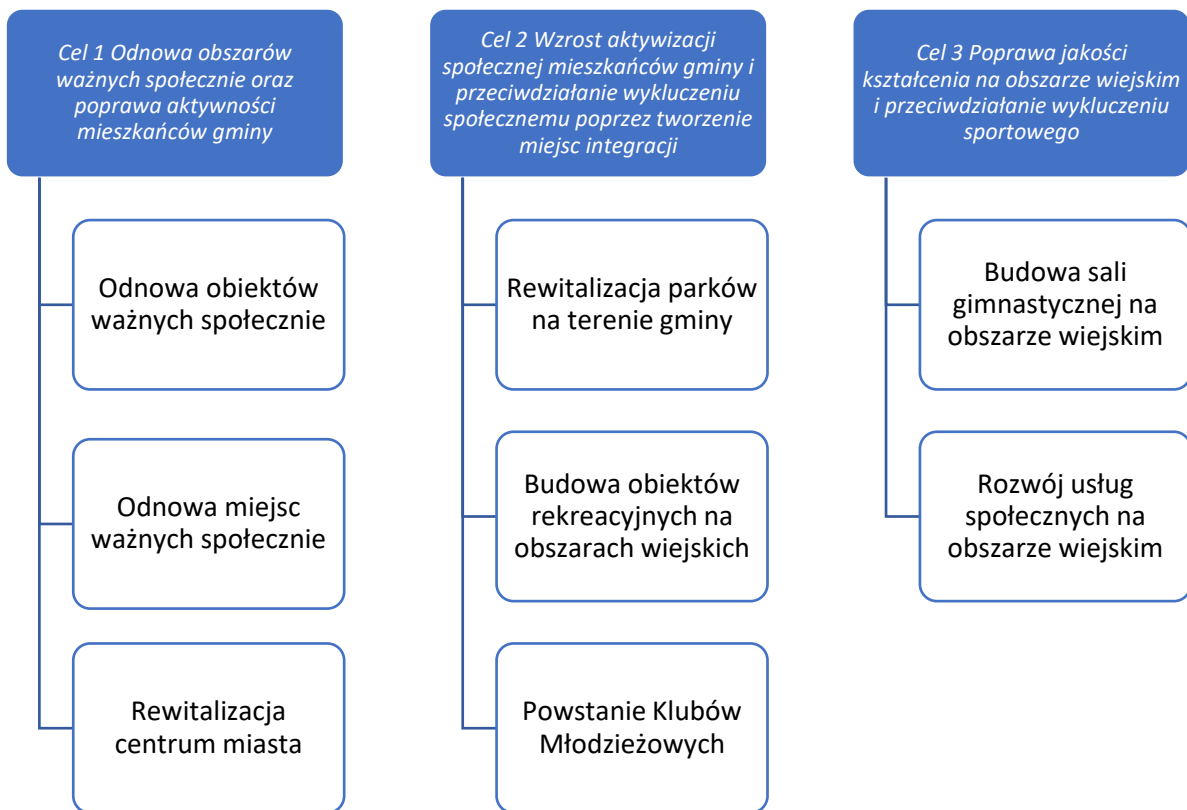 Cel 1 Odnowa obszarów
ważnych społecznie oraz
poprawa aktywności
mieszkańców gminy
Odnowa obiektów
ważnych społecznie
Odnowa miejsc
ważnych społecznie
Rewitalizacja
centrum miasta
Cel 2 Wzrost aktywizacji
społecznej mieszkańców gminy i
przeciwdziałanie wykluczeniu
społecznemu poprzez tworzenie
miejsc integracji
Rewitalizacja parków
na terenie gminy
Budowa obiektów
rekreacyjnych na
obszarach wiejskich
Powstanie Klubów
Młodzieżowych
Cel 3 Poprawa jakości
kształcenia na obszarze wiejskim
i przeciwdziałanie wykluczeniu
sportowego
Budowa sali
gimnastycznej na
obszarze wiejskim
Rozwój usług
społecznych na
obszarze wiejskim